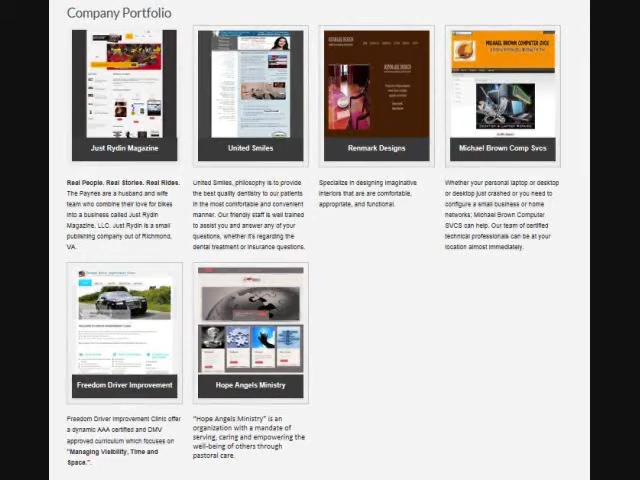 Company Portfolio
MICHAEL BROWN COMPUTER SVCS
RENMARK DESIGNS
Just Rydin Magazine
United Smiles
Renmark Designs
Michael Brown Comp Svcs
Real People. Real Stories. Real Rides.
The Paynes are a husband and wife
team who combine their love for bikes
into a business called Just Rydin
Magazine, LLC. Just Rydin is a small
publishing company out of Richmond,
VA.
United Smiles, philosophy is to provide
the best quality dentistry to our patients
in the most comfortable and convenient
manner. Our friendly staff is well trained
to assist you and answer any of your
questions, whether it's regarding the
dental treatment or insurance questions.
Specialize in designing imaginative
interiors that are are comfortable,
appropriate, and functional.
Whether your personal laptop or desktop
or desktop just crashed or you need to
configure a small business or home
networks; Michael Brown Computer
SVCS can help. Our team of certified
technical professionals can be at your
location almost immediately.
Freedom Driver Improvement
Hope Angels Ministry
Freedom Driver Improvement Clinic offer
a dynamic AAA certified and DMV
approved curriculum which focuses on
"Managing Visibility, Time and
Space.".
"Hope Angels Ministry" is an
organization with a mandate of
serving, caring and empowering the
well-being of others through
pastoral care.